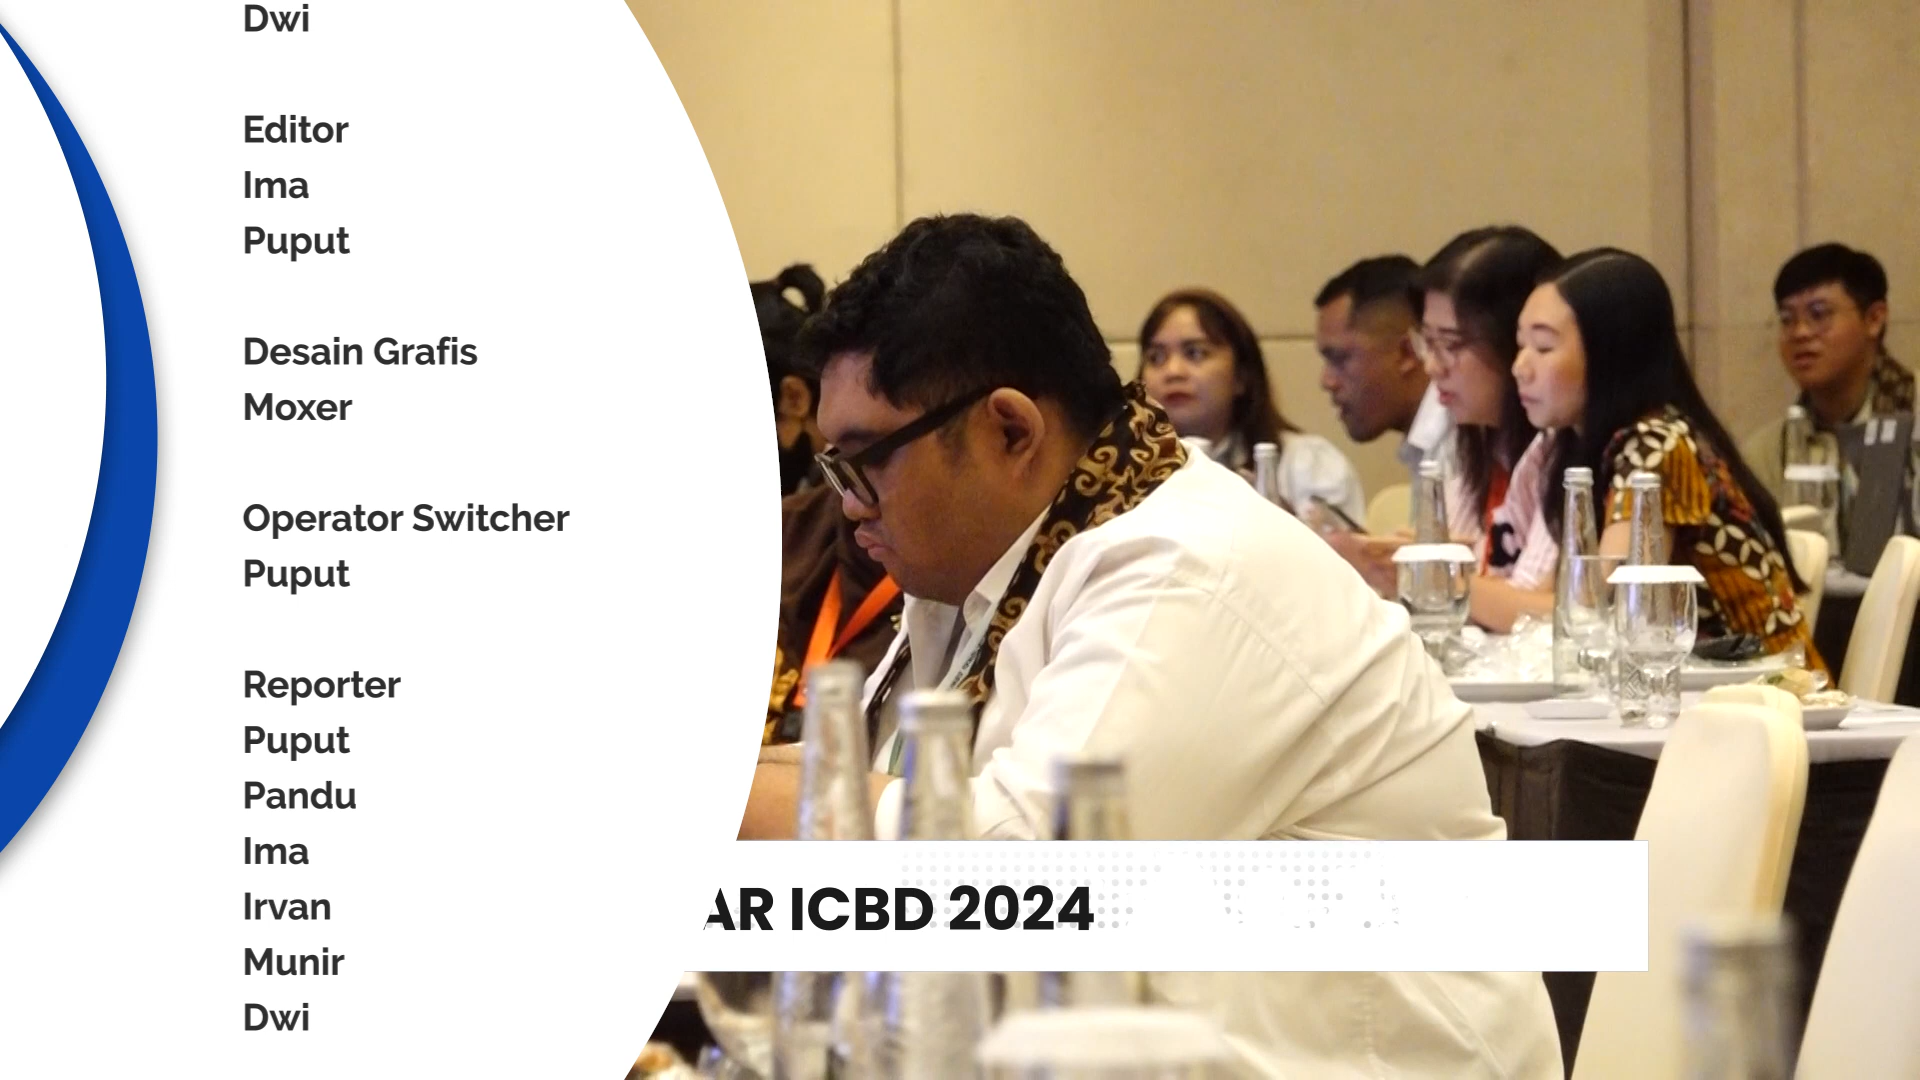 Dwi
Editor
Ima
Puput
Desain Grafis
Moxer
Operator Switcher
Puput
Reporter
Puput
Pandu
Ima
Irvan
Munir
Dwi
AR ICBD 2024